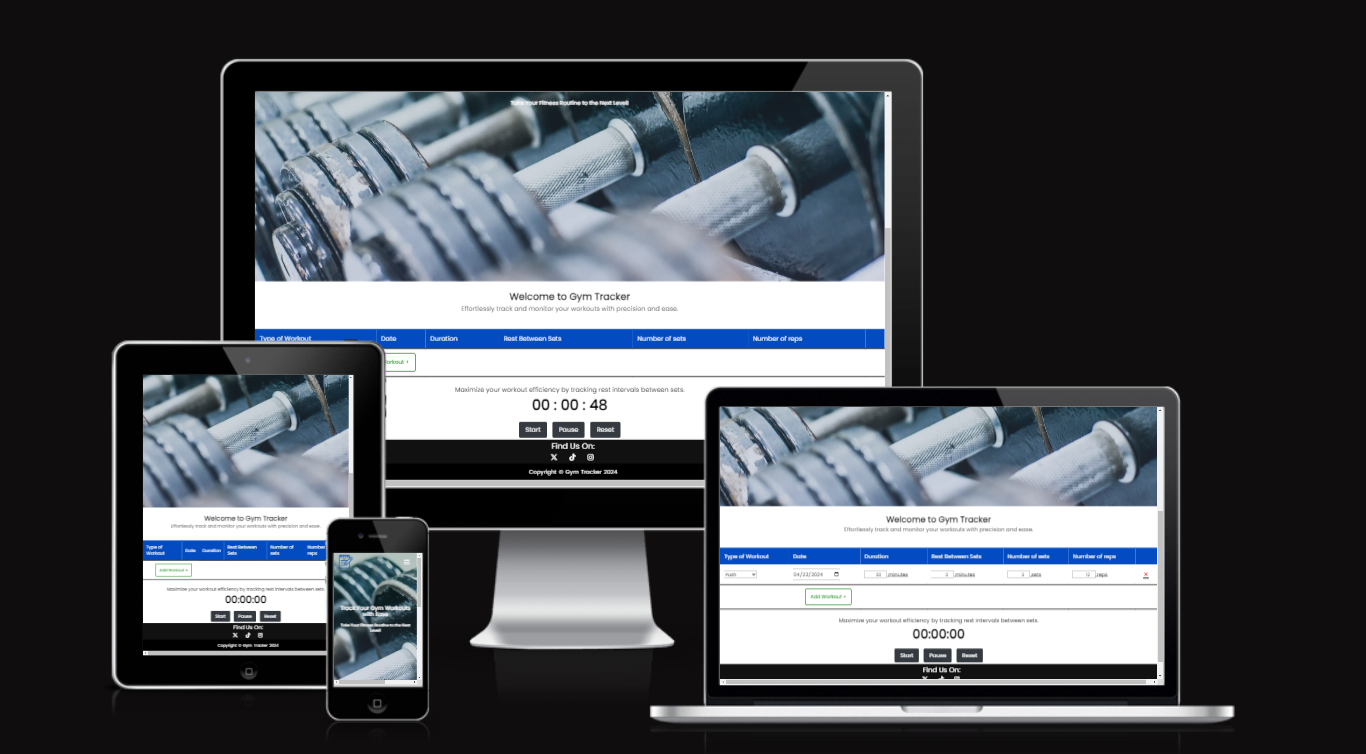 Take Your Fitness Routine to the Next Level!
Welcome to Gym Tracker
Effortlessly track and monitor your workouts with precision and ease.
Type of Workout Date Duration Rest Between Sets Number of sets Number of reps
Workout +
Maximize your workout efficiency by tracking rest intervals between sets.
00 : 00 : 48
Start Pause Reset
Find Us On:
Copyright © Gym Tracker 2024
Welcome to Gym Tracker
Effortlessly track and monitor your workouts with precision and ease.
Type of Workout Date Duration Rest Between Sets Number of sets Number reps
Add Workout +
Maximize your workout efficiency by tracking rest intervals between sets.
00:00:00
Start Pause Reset
Find Us On:
Copyright © Gym Tracker 2024
Track Your Gym Workouts
with Ease
Take Your Fitness Routine to the Next
Level!
Welcome to Gym Tracker
Effortlessly track and monitor your workouts with precision and ease.
Type of Workout Date Duration Rest Between Sets Number of sets Number of reps
Push 04/22/2024 minutes minutes sets 12 reps
Add Workout +
Maximize your workout efficiency by tracking rest intervals between sets.
00:00:00
Start Pause Reset
Find Us On: